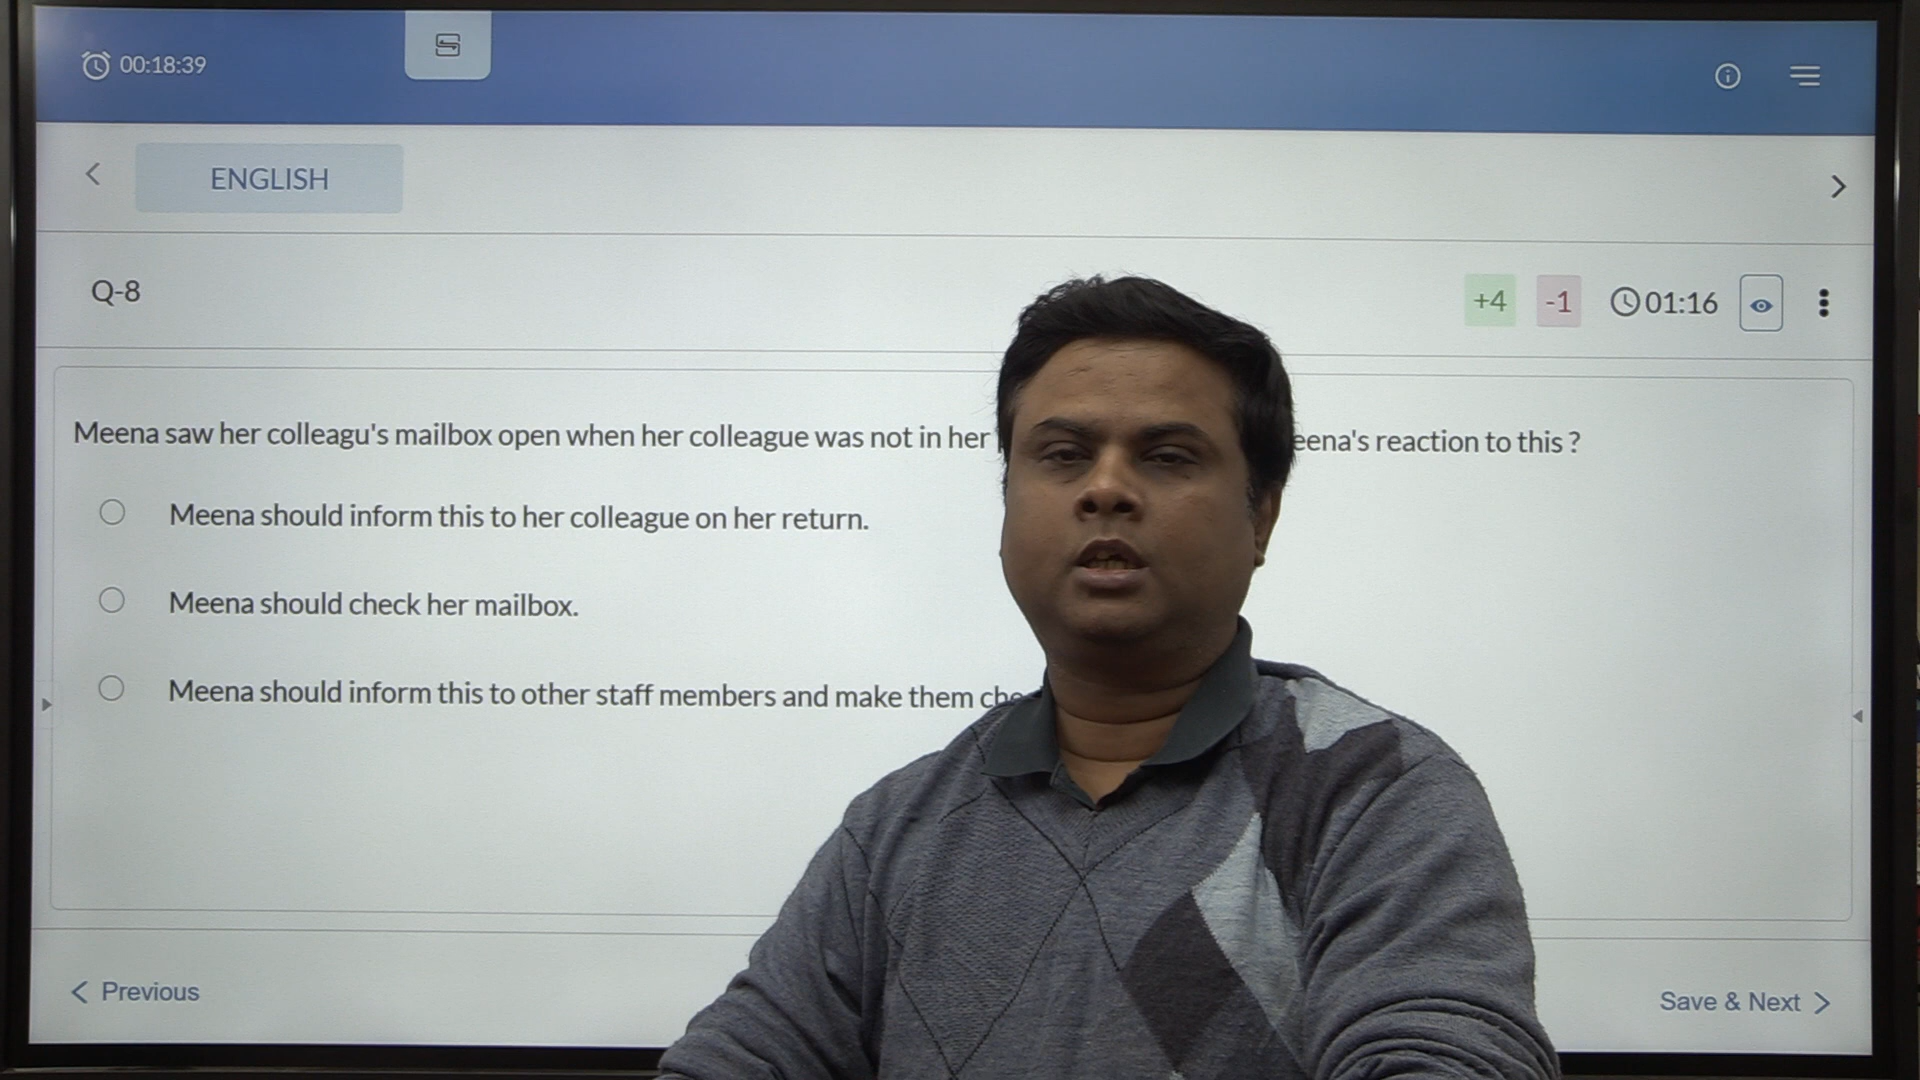 00:18:39
ENGLISH
Q-8
+4 -1 01:16
Meena saw her colleagu's mailbox open when her colleague was not in her eena's reaction to this ?
Meena should inform this to her colleague on her return.
Meena should check her mailbox.
Meena should inform this to other staff members and make them
Previous
Save & Next